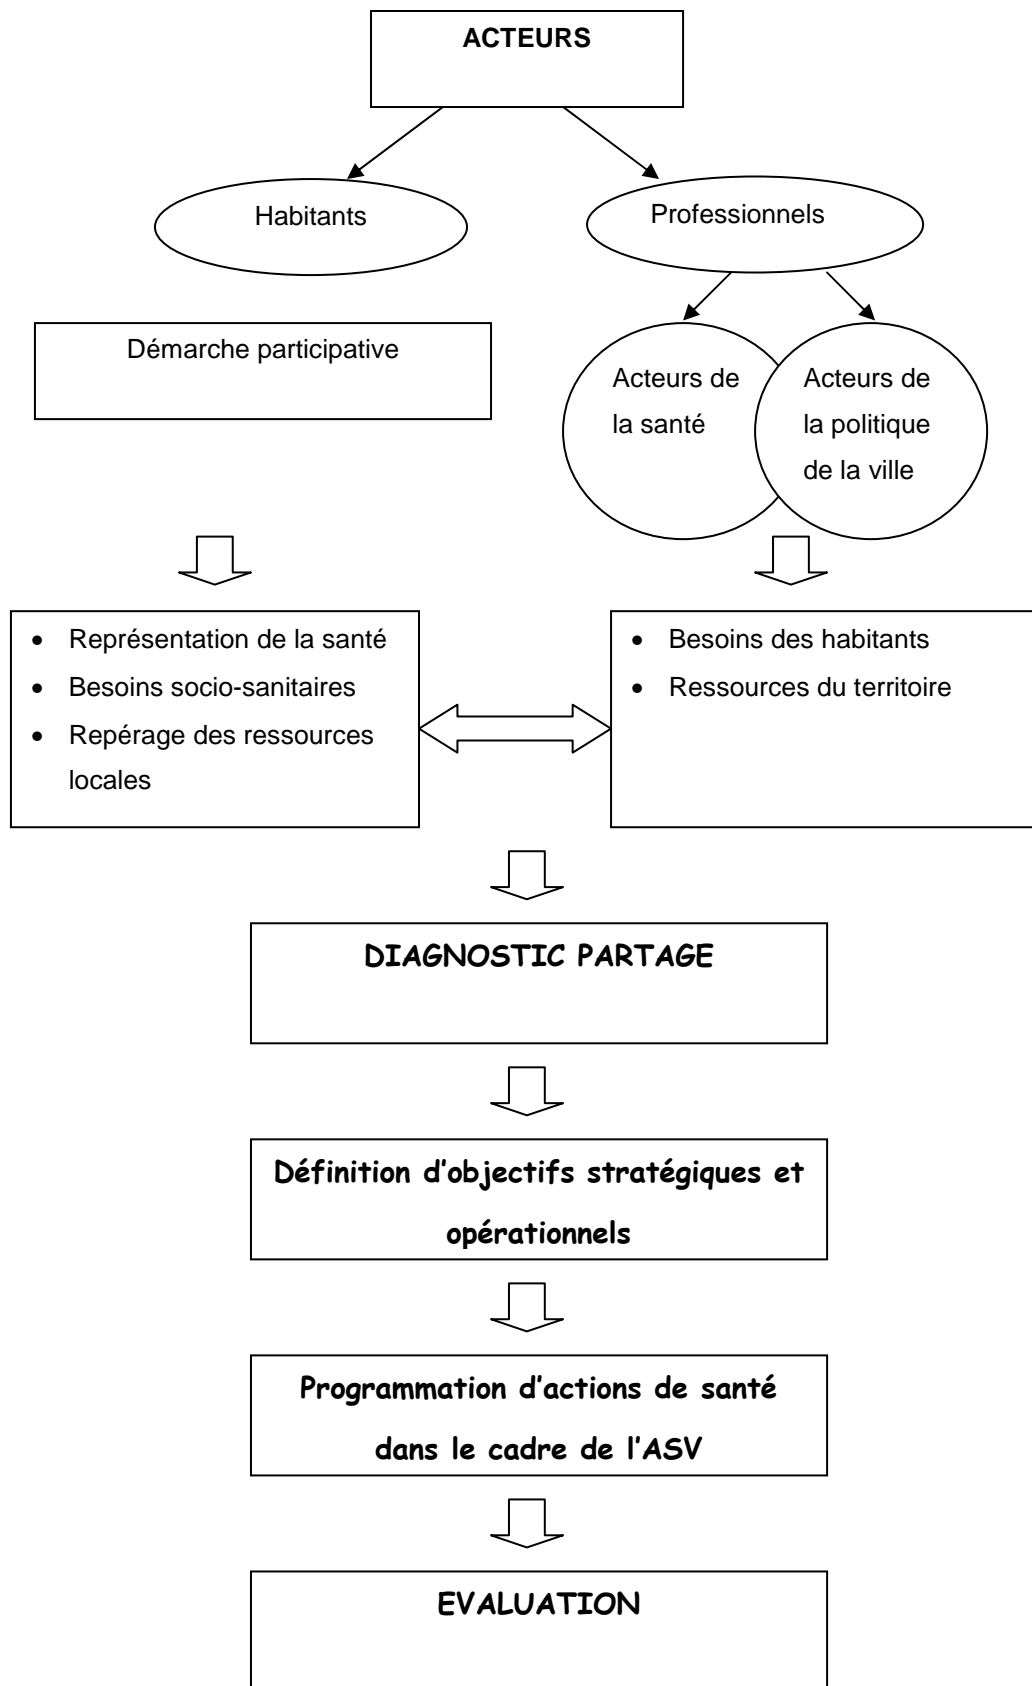 ACTEURS
Habitants
Professionnels
Démarche participative
Acteurs de
la santé
Acteurs de
la politique
de la ville
• Représentation de la santé
• Besoins socio-sanitaires
• Repérage des ressources
locales
• Besoins des habitants
• Ressources du territoire
DIAGNOSTIC PARTAGE
Définition d'objectifs stratégiques et
opérationnels
Programmation d'actions de santé
dans le cadre de l'ASV
EVALUATION